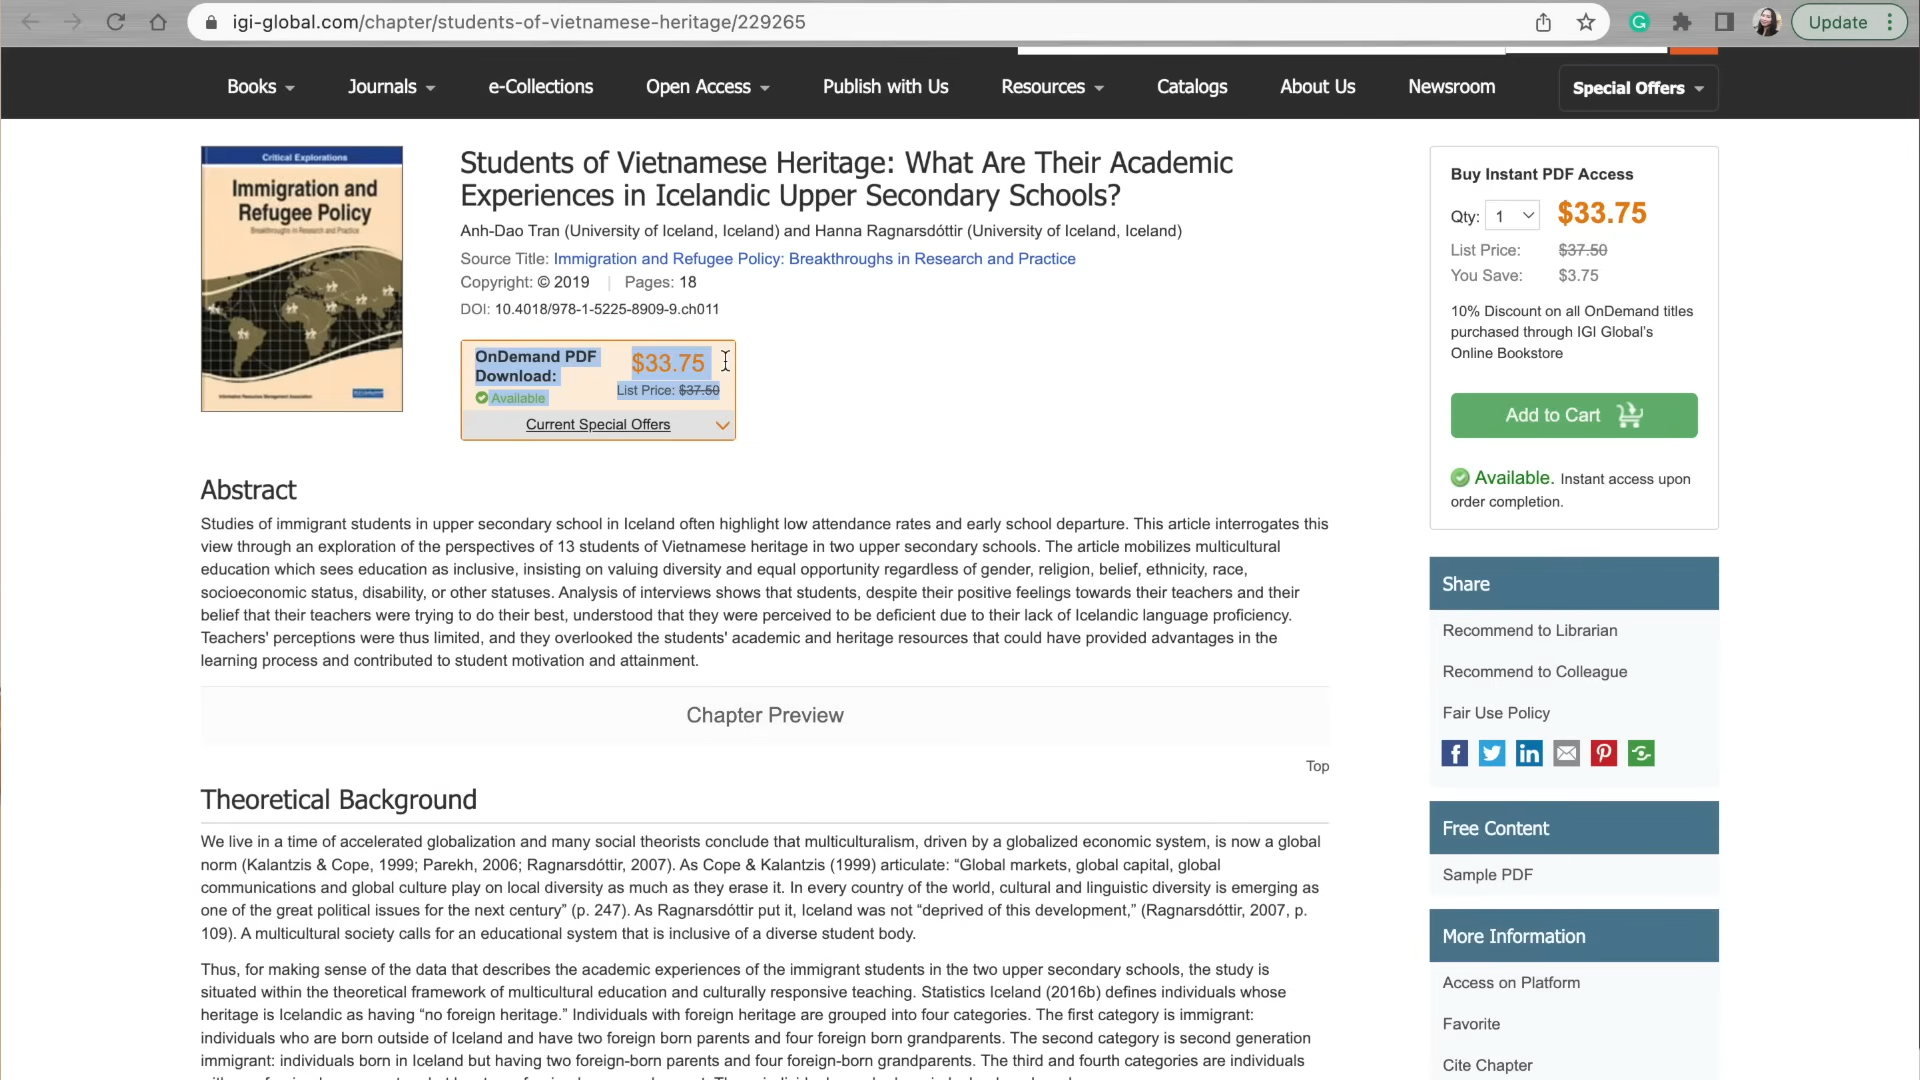 igi-global.com/chapter/students-of-vietnamese-heritage/229265
Update
Books
Journals
e-Collections
Open Access
Publish with Us
Resources
Catalogs
About Us
Newsroom
Special Offers
Critical Explorations
Immigration and
Refugee Policy
Breakthroughs in Research and Practice
Information Resources Management Association
Students of Vietnamese Heritage: What Are Their Academic
Experiences in Icelandic Upper Secondary Schools?
Anh-Dao Tran (University of Iceland, Iceland) and Hanna Ragnarsdóttir (University of Iceland, Iceland)
Source Title: Immigration and Refugee Policy: Breakthroughs in Research and Practice
Copyright: © 2019 | Pages: 18
DOI: 10.4018/978-1-5225-8909-9.ch011
OnDemand PDF
Download:
Available
$33.75
List Price: $37.50
Current Special Offers
Buy Instant PDF Access
Qty: 1 $33.75
List Price: $37.50
You Save: $3.75
10% Discount on all OnDemand titles
purchased through IGI Global's
Online Bookstore
Add to Cart
Available. Instant access upon
order completion.
Abstract
Studies of immigrant students in upper secondary school in Iceland often highlight low attendance rates and early school departure. This article interrogates this
view through an exploration of the perspectives of 13 students of Vietnamese heritage in two upper secondary schools. The article mobilizes multicultural
education which sees education as inclusive, insisting on valuing diversity and equal opportunity regardless of gender, religion, belief, ethnicity, race,
socioeconomic status, disability, or other statuses. Analysis of interviews shows that students, despite their positive feelings towards their teachers and their
belief that their teachers were trying to do their best, understood that they were perceived to be deficient due to their lack of Icelandic language proficiency.
Teachers' perceptions were thus limited, and they overlooked the students' academic and heritage resources that could have provided advantages in the
learning process and contributed to student motivation and attainment.
Chapter Preview
Top
Theoretical Background
We live in a time of accelerated globalization and many social theorists conclude that multiculturalism, driven by a globalized economic system, is now a global
norm (Kalantzis & Cope, 1999; Parekh, 2006; Ragnarsdóttir, 2007). As Cope & Kalantzis (1999) articulate: “Global markets, global capital, global
communications and global culture play on local diversity as much as they erase it. In every country of the world, cultural and linguistic diversity is emerging as
one of the great political issues for the next century” (p. 247). As Ragnarsdóttir put it, Iceland was not “deprived of this development,” (Ragnarsdóttir, 2007, p.
109). A multicultural society calls for an educational system that is inclusive of a diverse student body.
Thus, for making sense of the data that describes the academic experiences of the immigrant students in the two upper secondary schools, the study is
situated within the theoretical framework of multicultural education and culturally responsive teaching. Statistics Iceland (2016b) defines individuals whose
heritage is Icelandic as having “no foreign heritage.” Individuals with foreign heritage are grouped into four categories. The first category is immigrant:
individuals who are born outside of Iceland and have two foreign born parents and four foreign born grandparents. The second category is second generation
immigrant: individuals born in Iceland but having two foreign-born parents and four foreign-born grandparents. The third and fourth categories are individuals
Share
Recommend to Librarian
Recommend to Colleague
Fair Use Policy
Free Content
Sample PDF
More Information
Access on Platform
Favorite
Cite Chapter